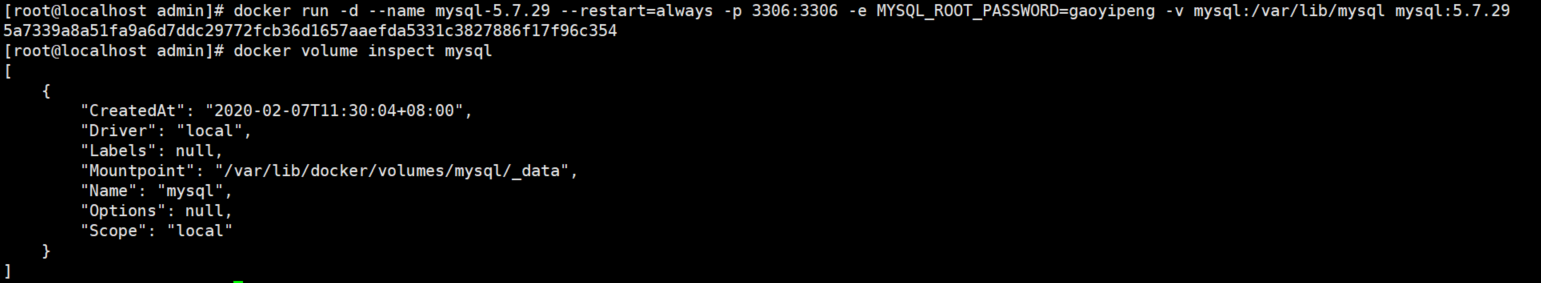 [root@localhost admin]# docker run -d --name mysql-5.7.29 --restart=always -p 3306:3306 -e MYSQL_ROOT_PASSWORD=gaoyipeng -v mysql:/var/lib/mysql mysql:5.7.29
5a7339a8a51fa9a6d7ddc29772fcb36d1657aaefda5331c3827886f17f96c354
[root@localhost admin]# docker volume inspect mysql
[
    {
        "CreatedAt": "2020-02-07T11:30:04+08:00",
        "Driver": "local",
        "Labels": null,
        "Mountpoint": "/var/lib/docker/volumes/mysql/_data",
        "Name": "mysql",
        "Options": null,
        "Scope": "local"
    }
]